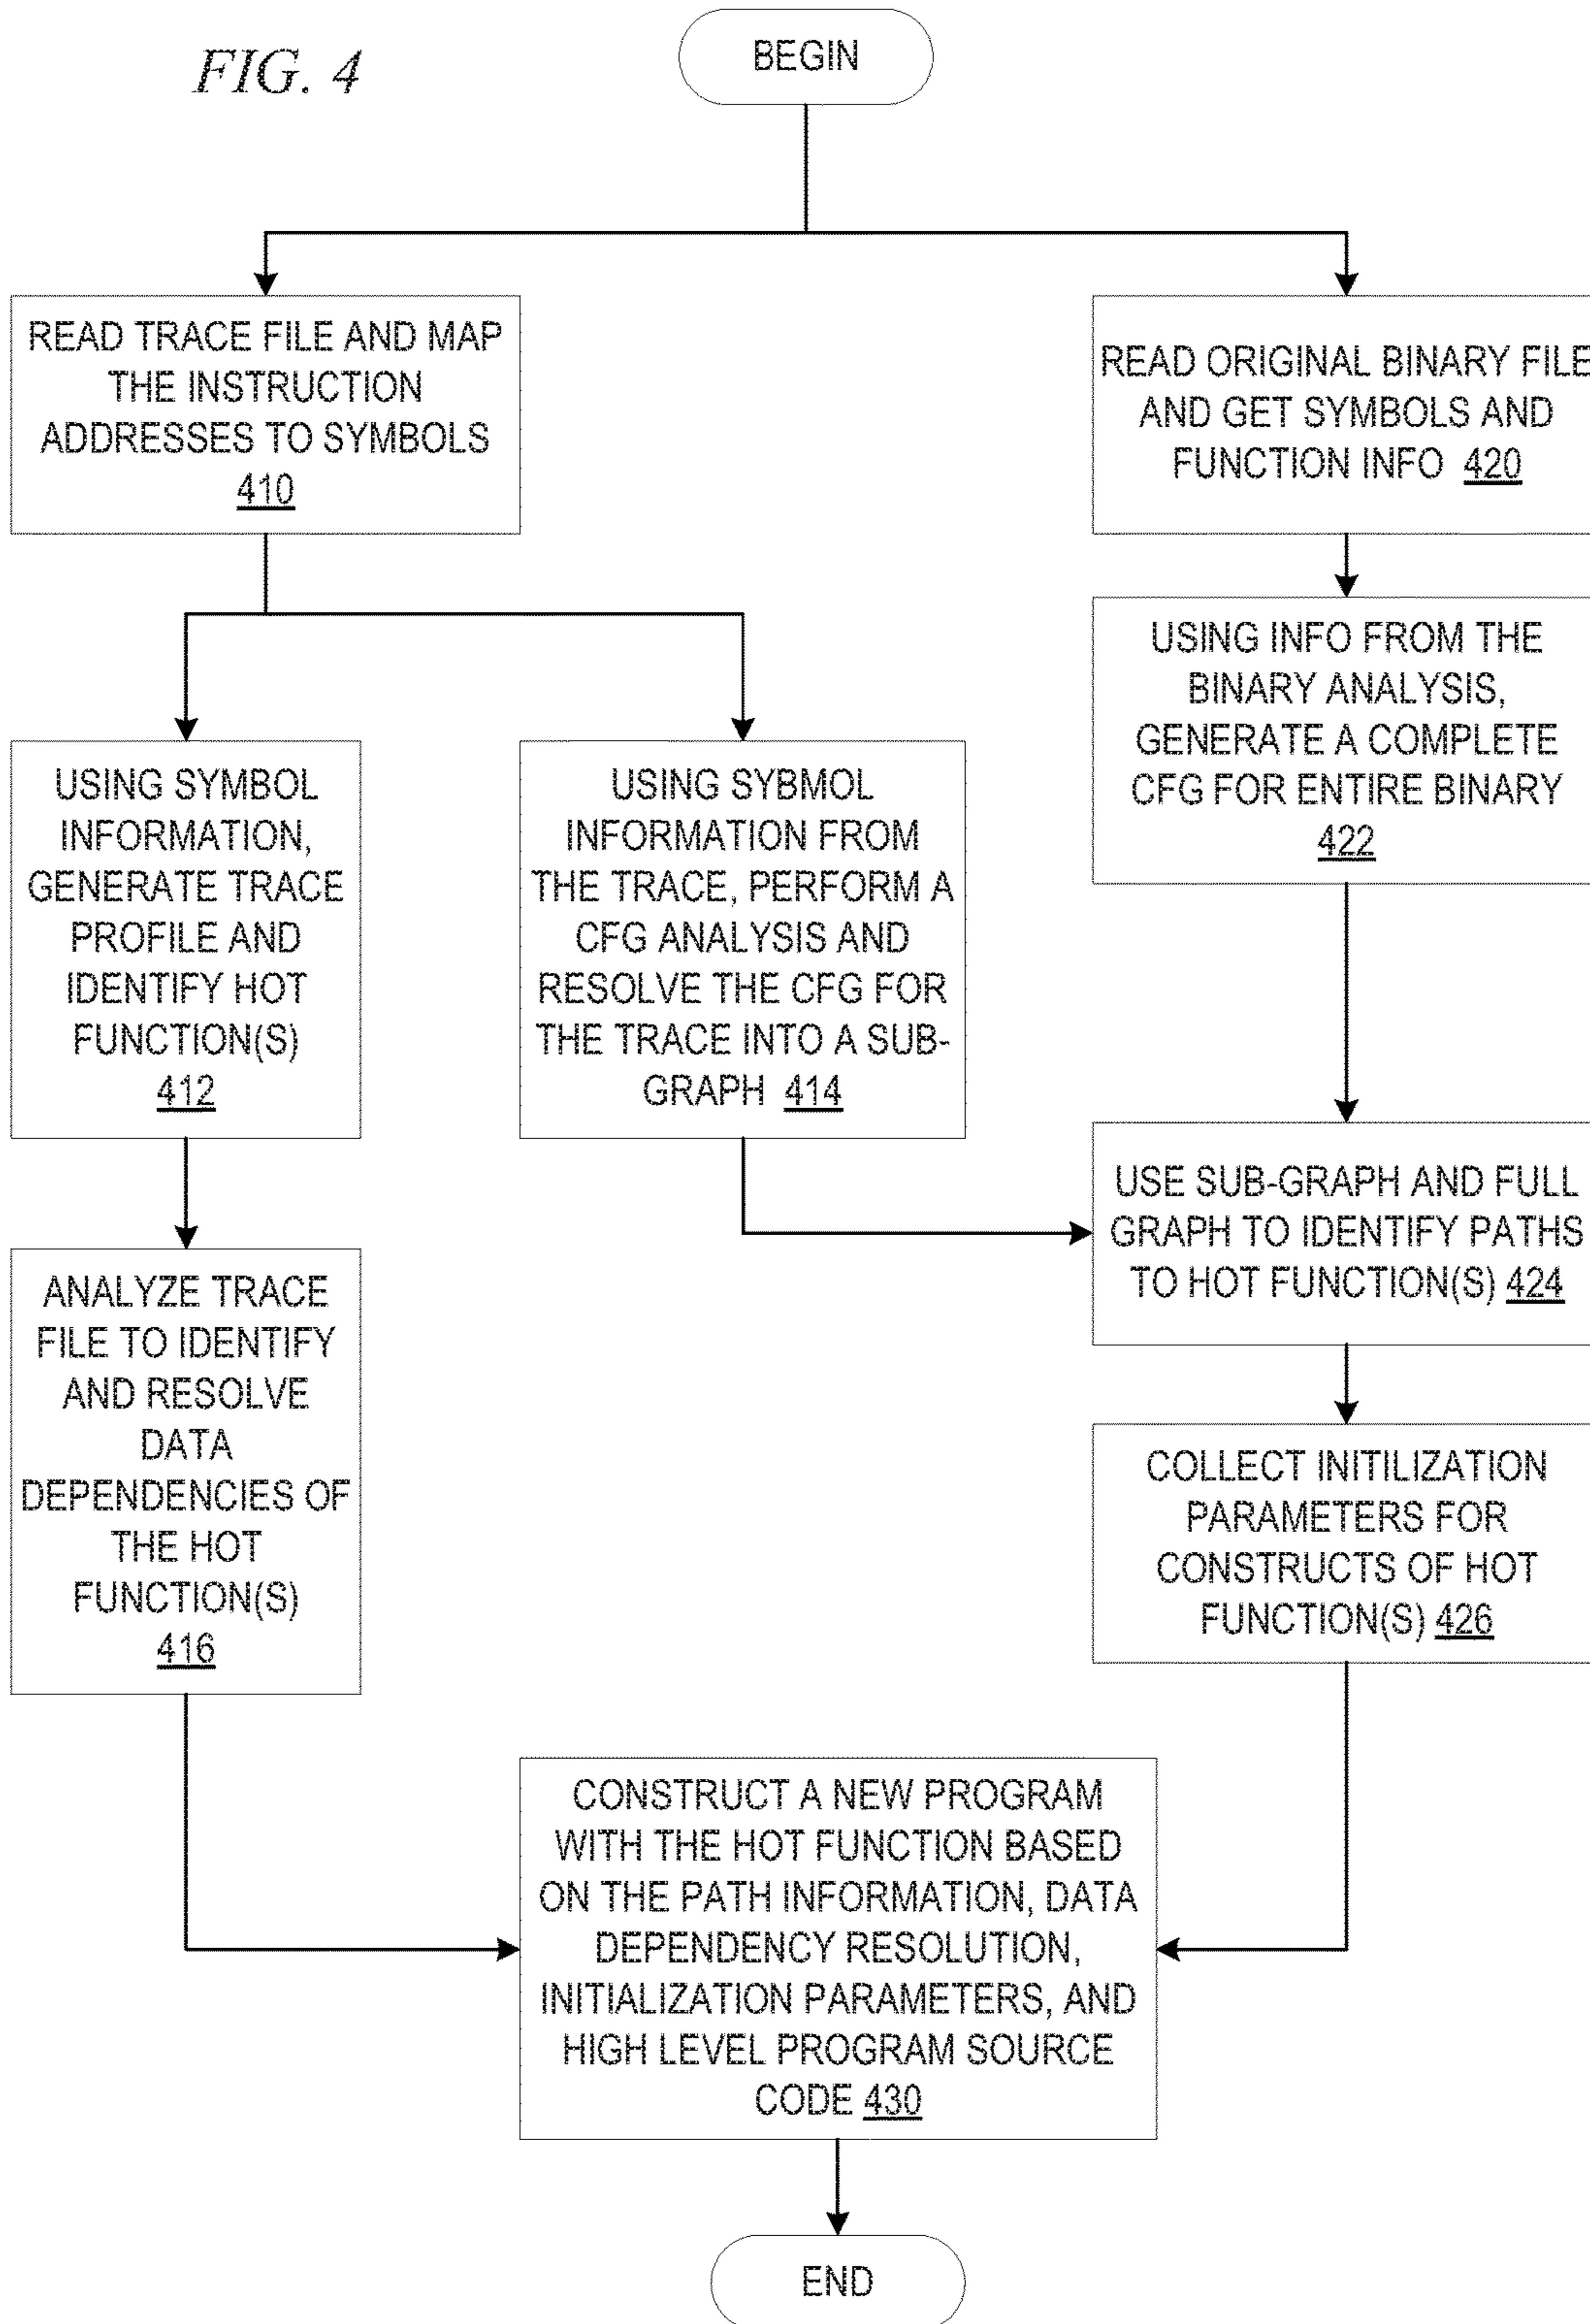 FIG. 4
BEGIN
READ TRACE FILE AND MAP
THE INSTRUCTION
ADDRESSES TO SYMBOLS
410
READ ORIGINAL BINARY FILE
AND GET SYMBOLS AND
FUNCTION INFO 420
USING INFO FROM THE
BINARY ANALYSIS,
GENERATE A COMPLETE
CFG FOR ENTIRE BINARY
422
USING SYMBOL
INFORMATION,
GENERATE TRACE
PROFILE AND
IDENTIFY HOT
FUNCTION(S)
412
USING SYBMOL
INFORMATION FROM
THE TRACE, PERFORM A
CFG ANALYSIS AND
RESOLVE THE CFG FOR
THE TRACE INTO A SUB-
GRAPH 414
USE SUB-GRAPH AND FULL
GRAPH TO IDENTIFY PATHS
TO HOT FUNCTION(S) 424
ANALYZE TRACE
FILE TO IDENTIFY
AND RESOLVE
DATA
DEPENDENCIES OF
THE HOT
FUNCTION(S)
416
COLLECT INITILIZATION
PARAMETERS FOR
CONSTRUCTS OF HOT
FUNCTION(S) 426
CONSTRUCT A NEW PROGRAM
WITH THE HOT FUNCTION BASED
ON THE PATH INFORMATION, DATA
DEPENDENCY RESOLUTION,
INITIALIZATION PARAMETERS, AND
HIGH LEVEL PROGRAM SOURCE
CODE 430
END